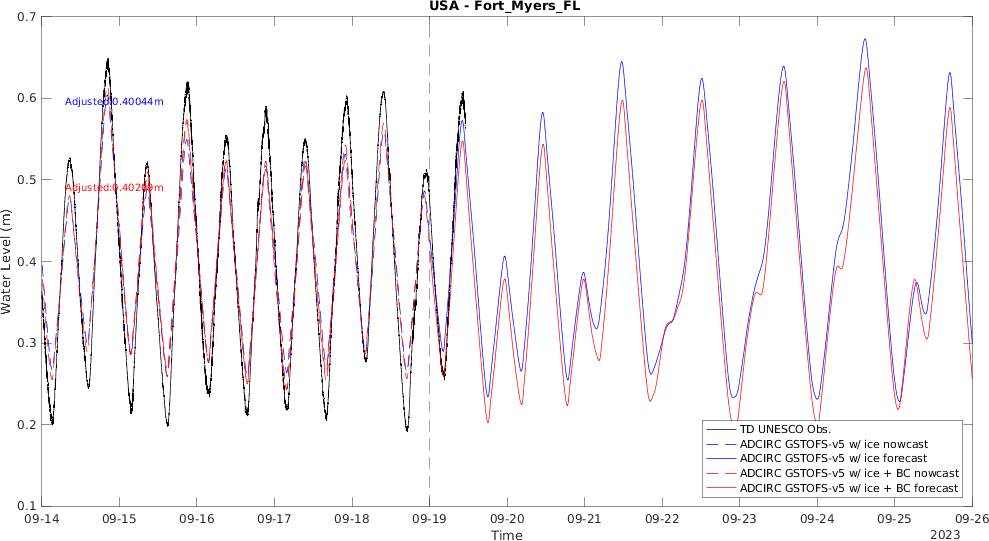 USA - Fort_Myers_FL
0.7
0.6
0.5
0.4
0.3
0.2
0.1
Water Level (m)
Adjusted:0.40044m
Adjusted:0.40209m
TD UNESCO Obs.
ADCIRC GSTOFS-v5 w/ ice nowcast
ADCIRC GSTOFS-v5 w/ ice forecast
ADCIRC GSTOFS-v5 w/ ice + BC nowcast
ADCIRC GSTOFS-v5 w/ ice + BC forecast
09-14 09-15 09-16 09-17 09-18 09-19 09-20 09-21 09-22 09-23 09-24 09-25 09-26
Time
2023